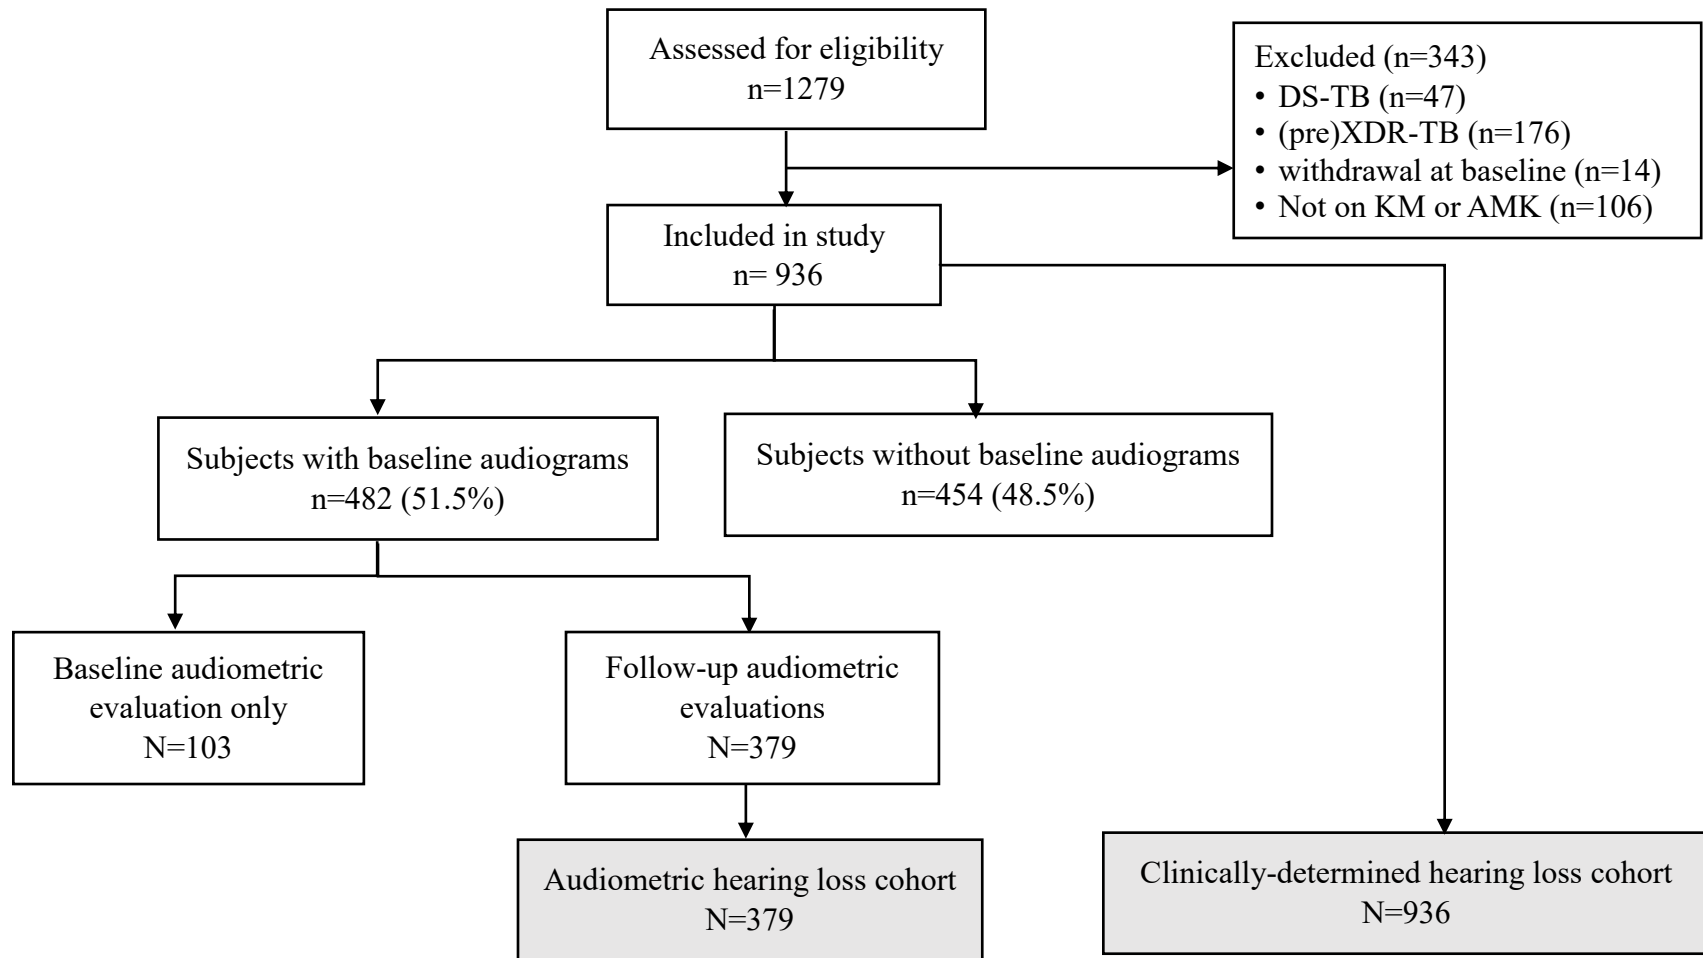 Assessed for eligibility
n=1279
Excluded (n=343)
• DS-TB (n=47)
• (pre)XDR-TB (n=176)
• withdrawal at baseline (n=14)
• Not on KM or AMK (n=106)
Included in study
n= 936
Subjects with baseline audiograms
n=482 (51.5%)
Subjects without baseline audiograms
n=454 (48.5%)
Baseline audiometric
evaluation only
N=103
Follow-up audiometric
evaluations
N=379
Audiometric hearing loss cohort
N=379
Clinically-determined hearing loss cohort
N=936